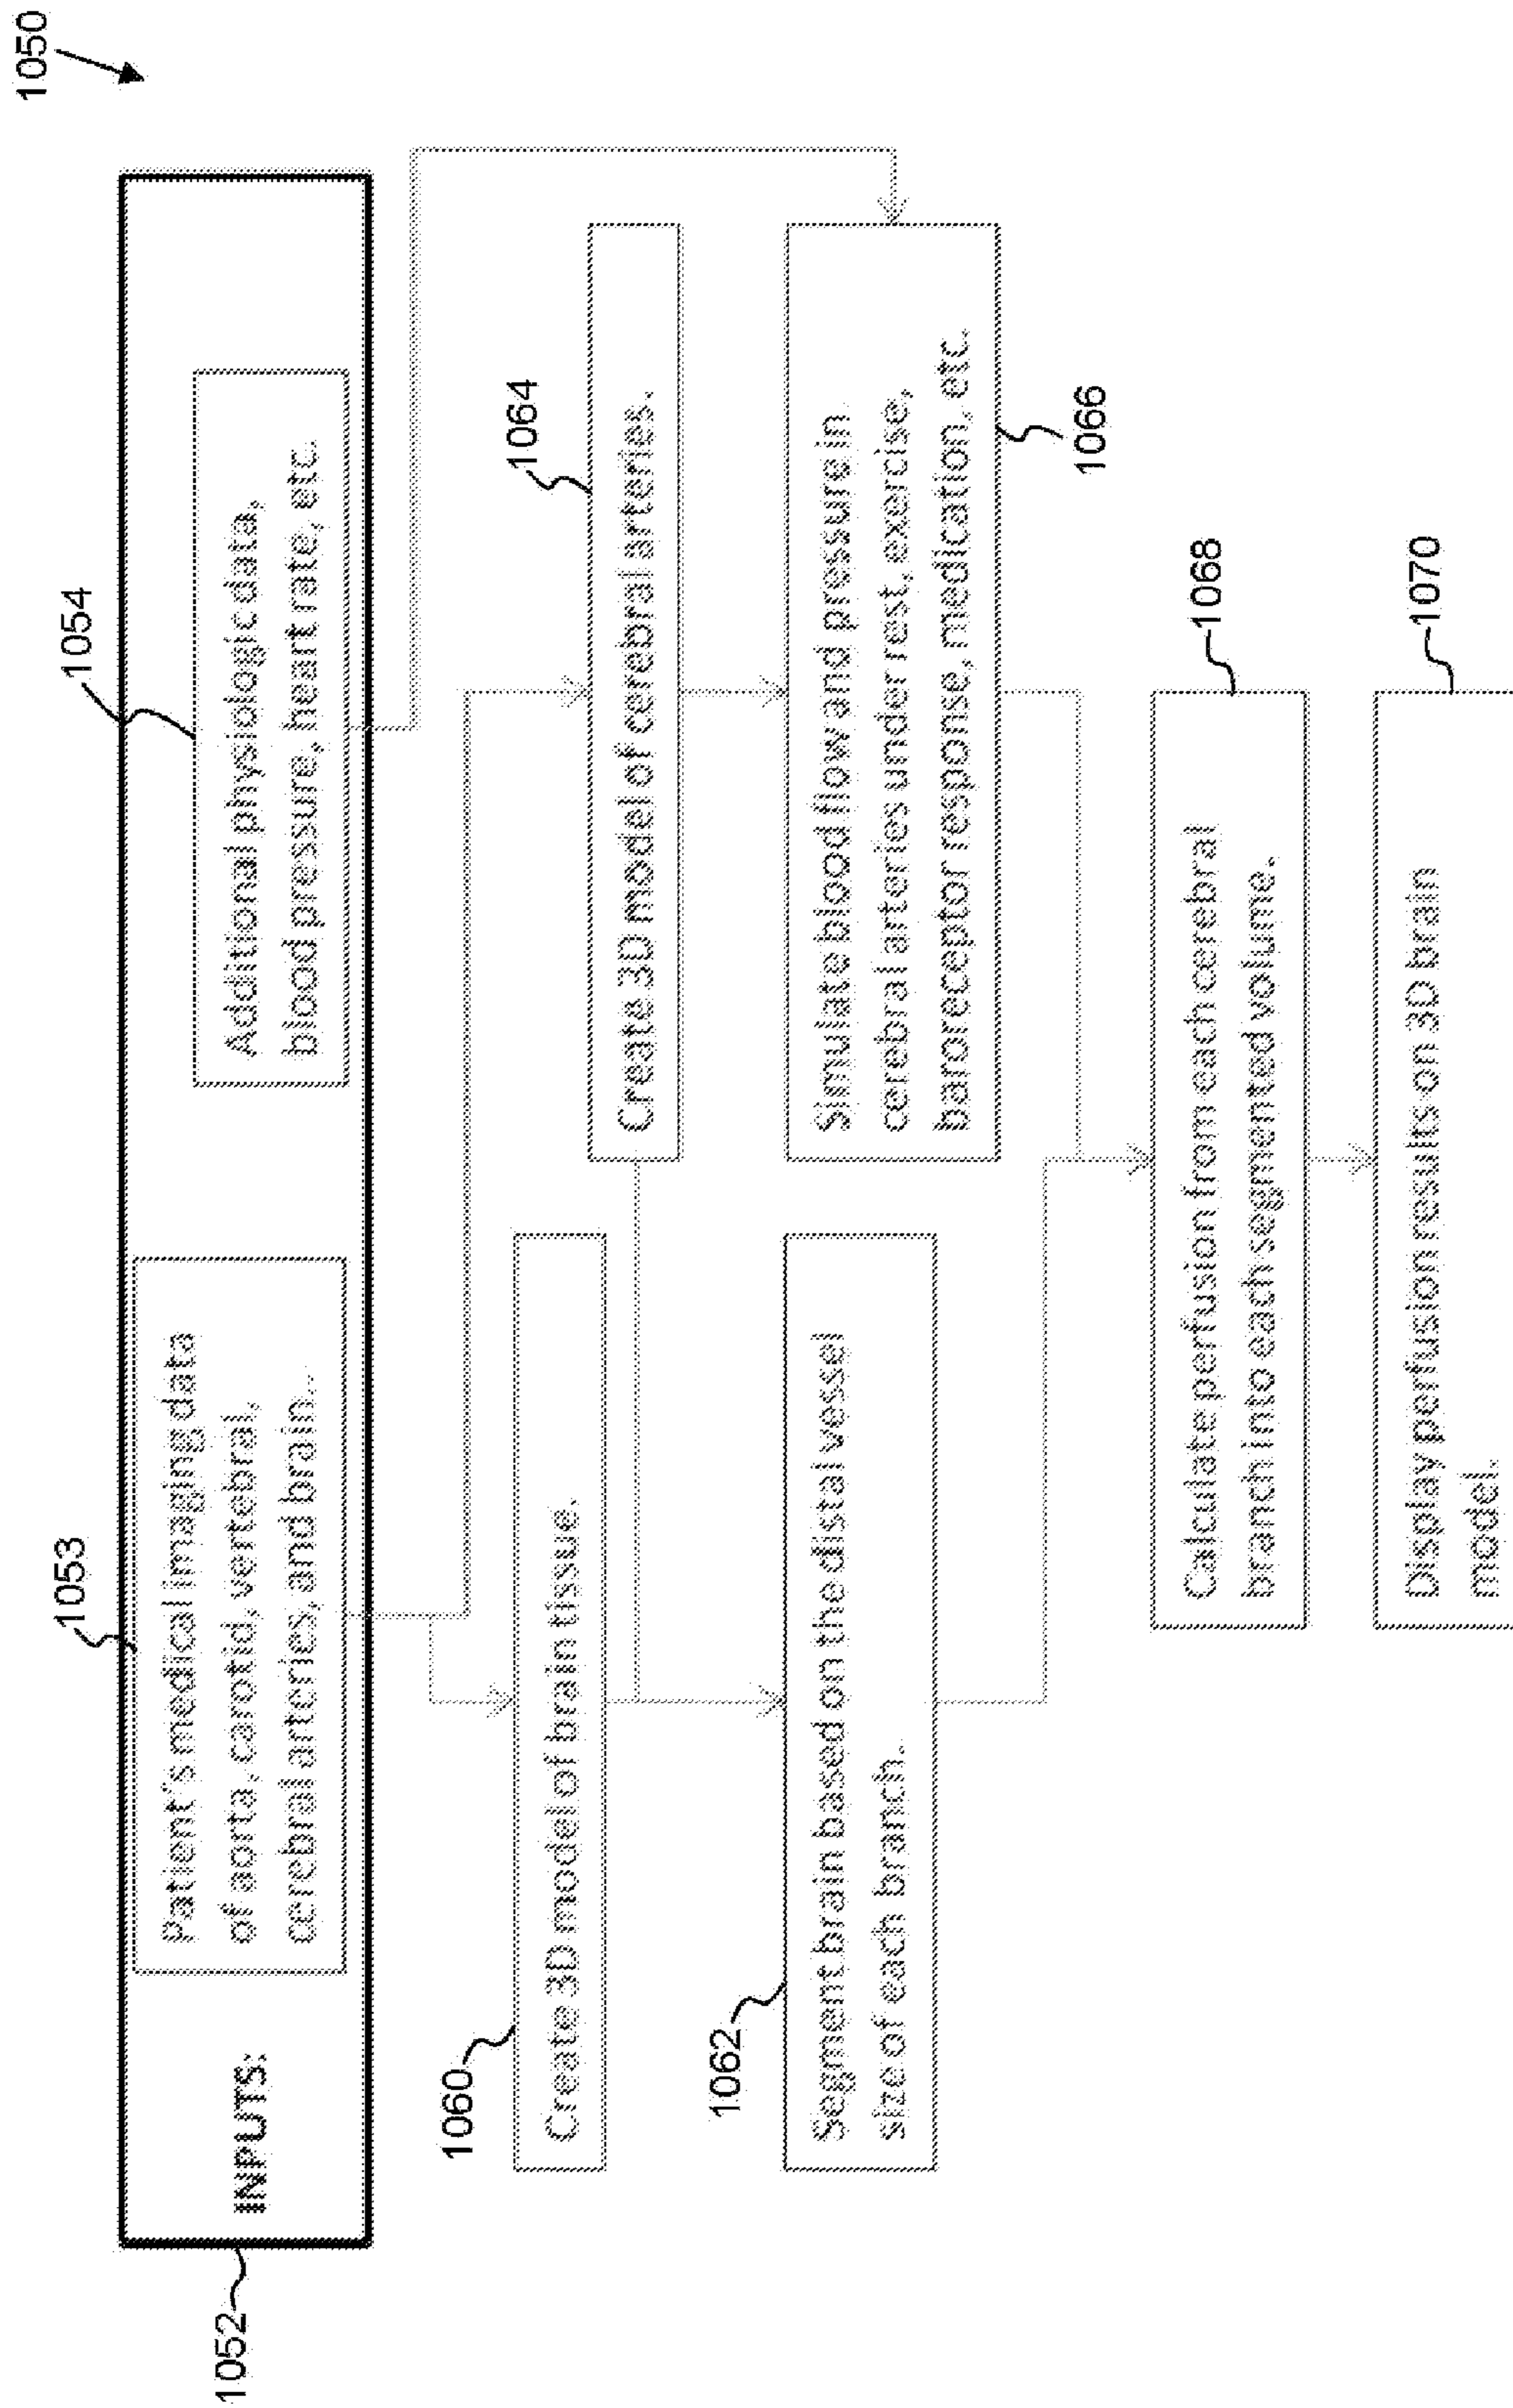 1050
1052
INPUTS:
1053
Patient's medical imaging data
of aorta, carotid, vertebral,
cerebral arteries, and brain..
1054
Additional physiologic data,
blood pressure, heart rate, etc.
1060
Create 3D model of brain tissue.
1064
Create 3D model of cerebral arteries.
1062
Segment brain based on the distal vessel
size of each branch.
Simulate blood flow and pressure in
cerebral arteries under rest, exercise,
baroreceptor response, medication, etc.
1066
Calculate perfusion from each cerebral
branch into each segmented volume.
1068
Display perfusion results on 3D brain
model.
1070